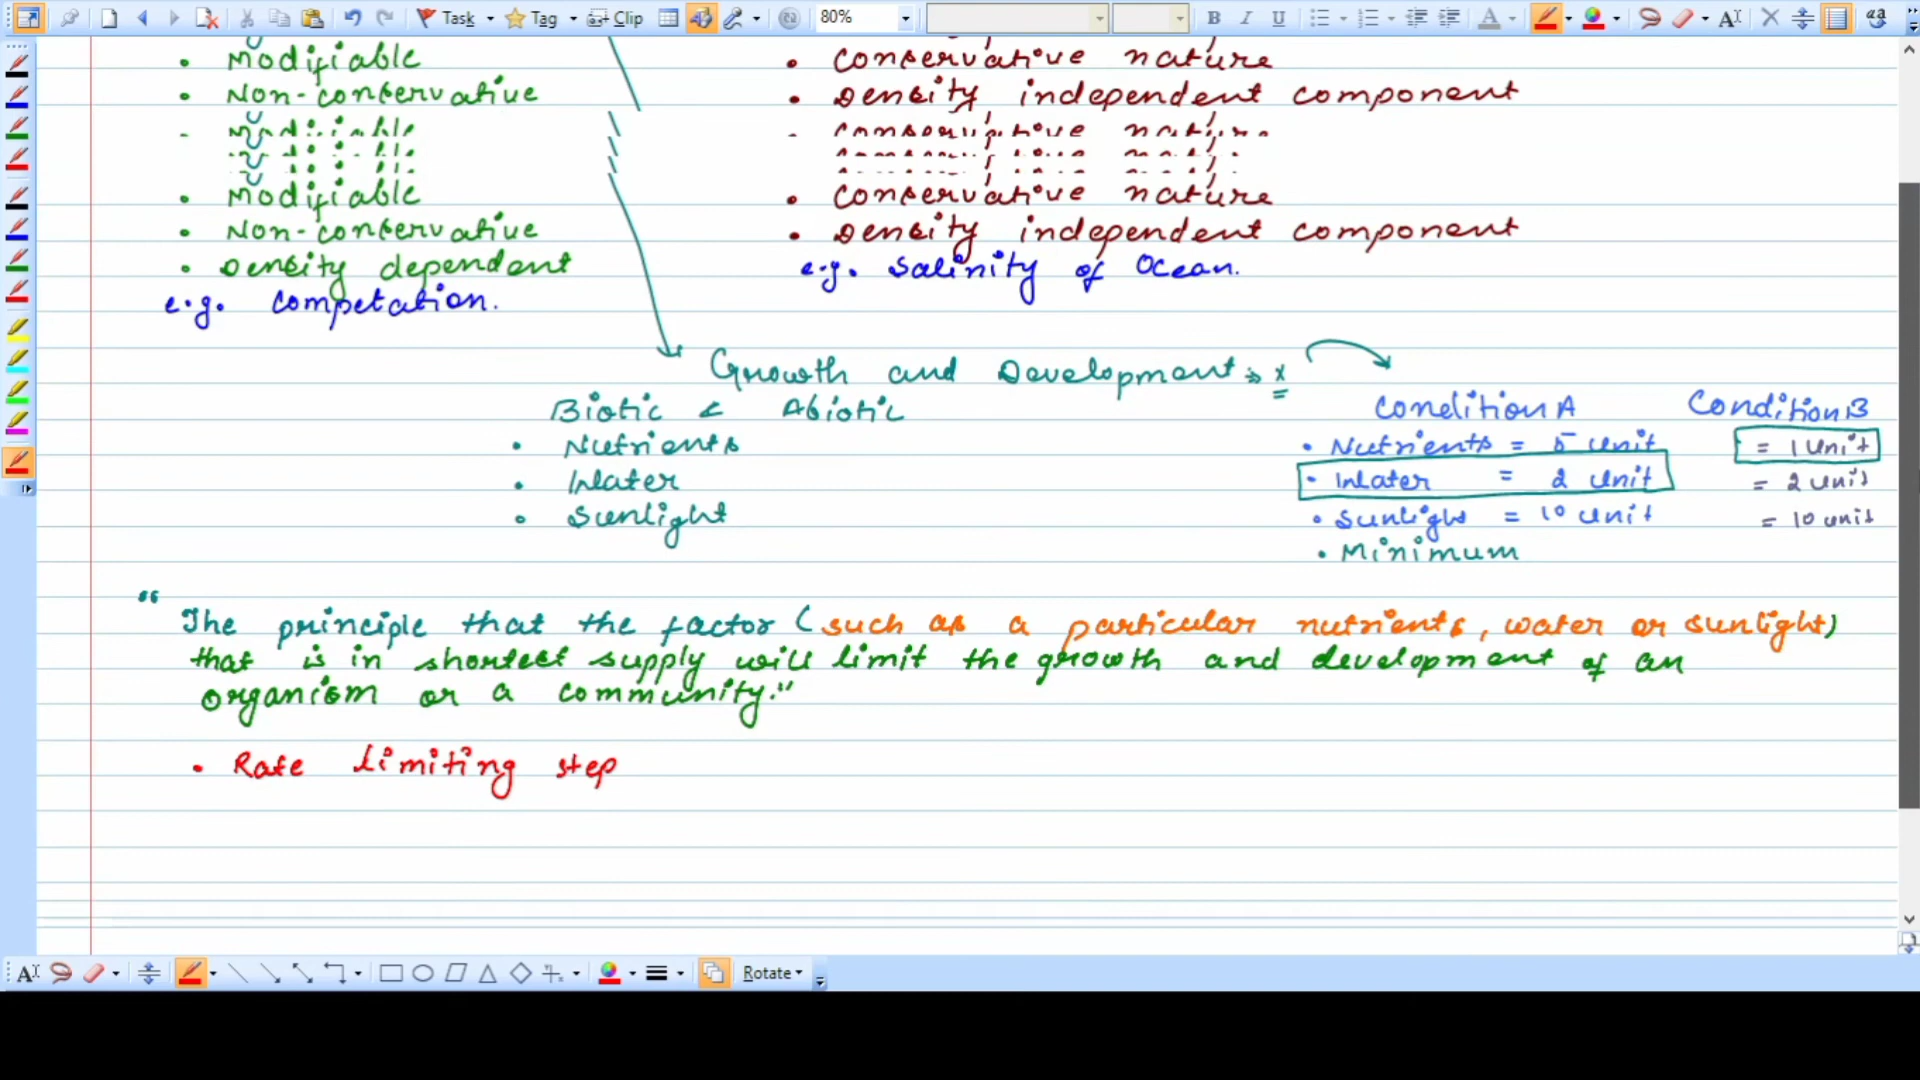 Task Tag Clip 80% B I U
• Modifiable • Conservative nature
• Non-conservative • Density independent component
• Modifiable • Conservative nature
• Non-conservative • Density independent component
• Density dependent e.g. Salinity of Ocean.
e.g. Competation.
Growth and Development ⇒ x
Biotic & Abiotic Condition A Condition B
• Nutrients • Nutrients = 5 Unit = 1 Unit
• Water • Water = 2 Unit = 2 Unit
• Sunlight • Sunlight = 10 Unit = 10 unit
• Minimum
“The principle that the factor (such as a particular nutrients, water or sunlight)
that is in shortest supply will limit the growth and development of an
organism or a community.”
• Rate limiting step
Rotate